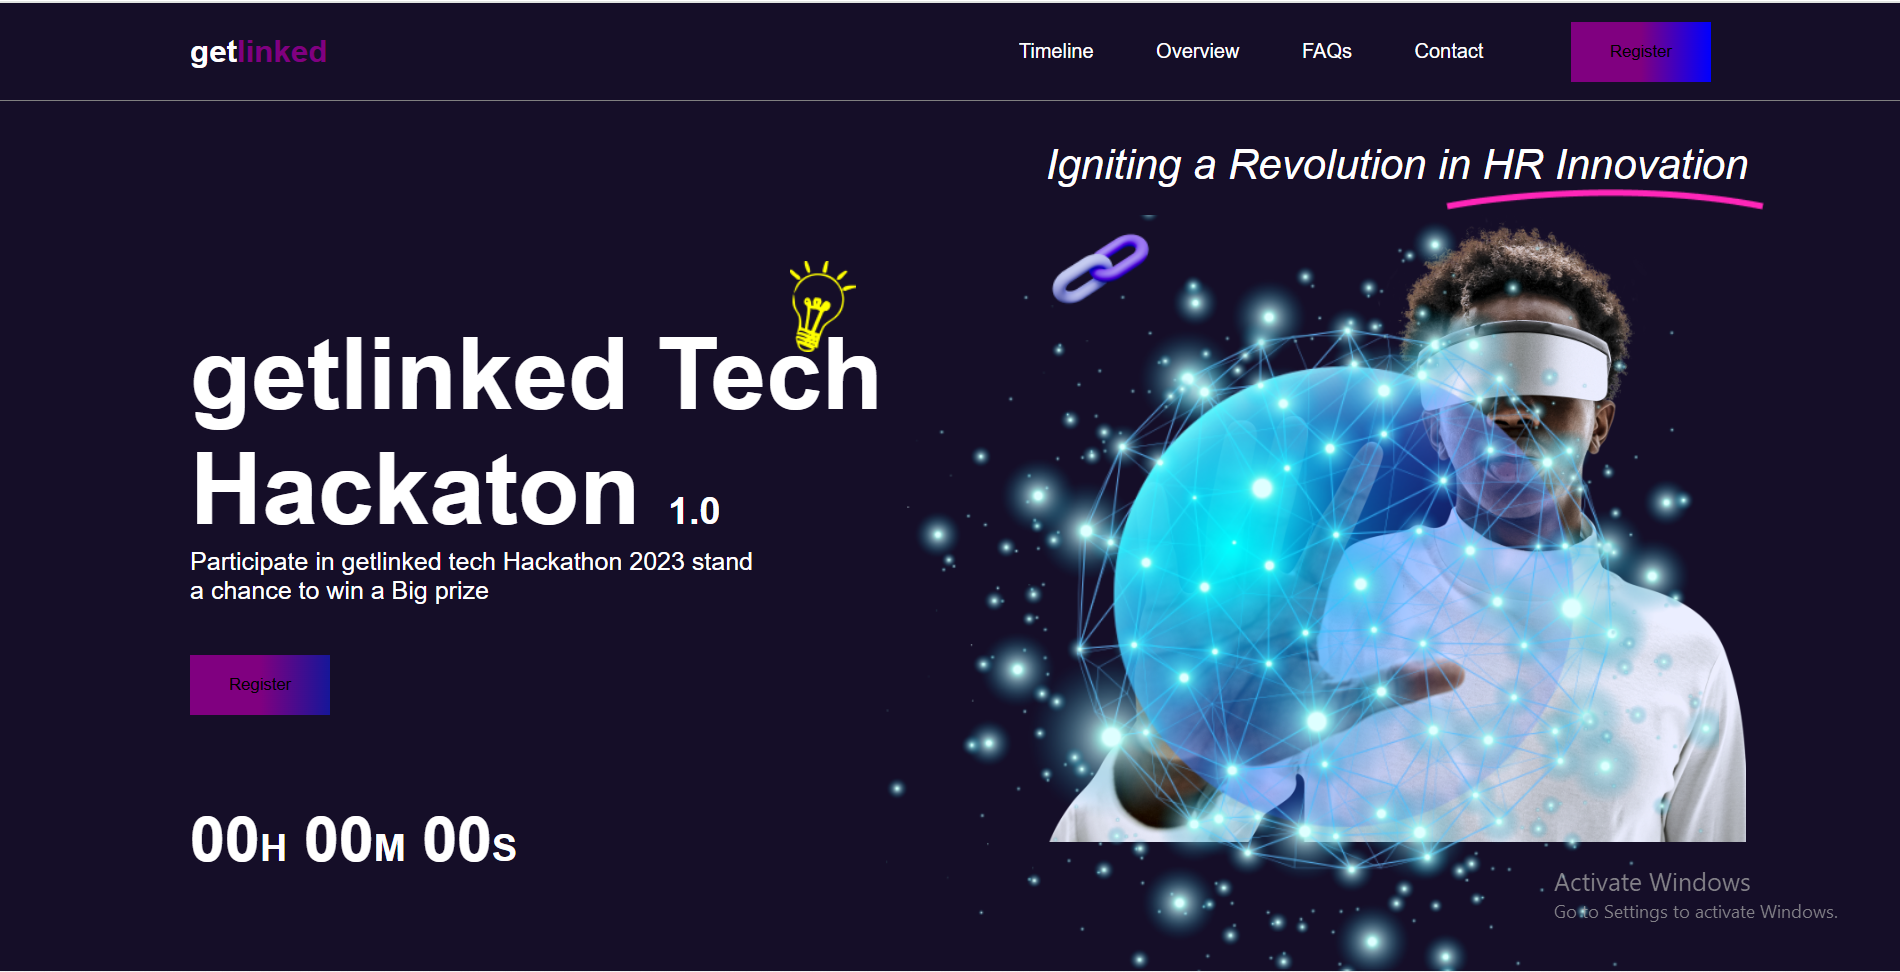 getlinked
Timeline Overview FAQs Contact Register
Igniting a Revolution in HR Innovation
getlinked Tech
Hackaton 1.0
Participate in getlinked tech Hackathon 2023 stand
a chance to win a Big prize
Register
00H 00M 00S
Activate Windows
Go to Settings to activate Windows.